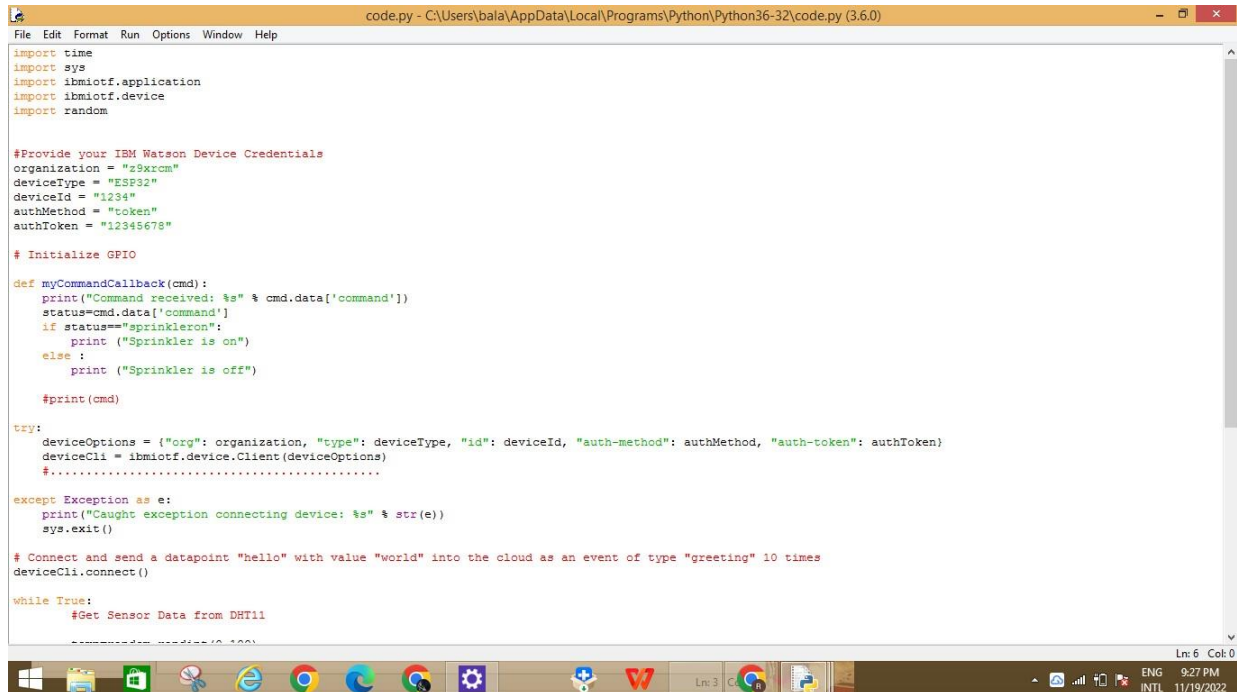 code.py - C:\Users\bala\AppData\Local\Programs\Python\Python36-32\code.py (3.6.0)
File Edit Format Run Options Window Help
import time
import sys
import ibmiotf.application
import ibmiotf.device
import random
#Provide your IBM Watson Device Credentials
organization = "z9xrcm"
deviceType = "ESP32"
deviceId = "1234"
authMethod = "token"
authToken = "12345678"
# Initialize GPIO
def myCommandCallback(cmd):
    print("Command received: %s" % cmd.data['command'])
    status=cmd.data['command']
    if status=="sprinkleron":
        print ("Sprinkler is on")
    else :
        print ("Sprinkler is off")
    #print(cmd)
try:
    deviceOptions = {"org": organization, "type": deviceType, "id": deviceId, "auth-method": authMethod, "auth-token": authToken}
    deviceCli = ibmiotf.device.Client(deviceOptions)
    #..............................................
except Exception as e:
    print("Caught exception connecting device: %s" % str(e))
    sys.exit()
# Connect and send a datapoint "hello" with value "world" into the cloud as an event of type "greeting" 10 times
deviceCli.connect()
while True:
        #Get Sensor Data from DHT11
Ln: 6 Col: 0
Ln: 3
ENG 9:27 PM
INTL 11/19/2022